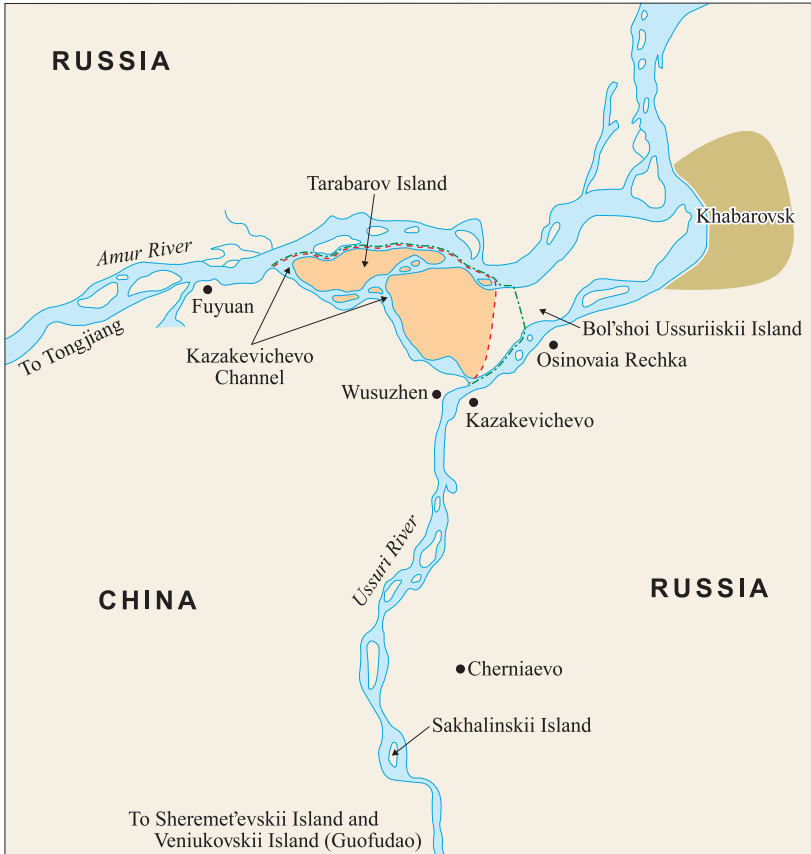 RUSSIA
Tarabarov Island
Khabarovsk
Amur River
Fuyuan
To Tongjiang
Kazakevichevo
Channel
Bol'shoi Ussuriiskii Island
Osinovaia Rechka
Wusuzhen
Kazakevichevo
Ussuri River
CHINA
RUSSIA
Cherniaevo
Sakhalinskii Island
To Sheremet'evskii Island and
Veniukovskii Island (Guofudao)